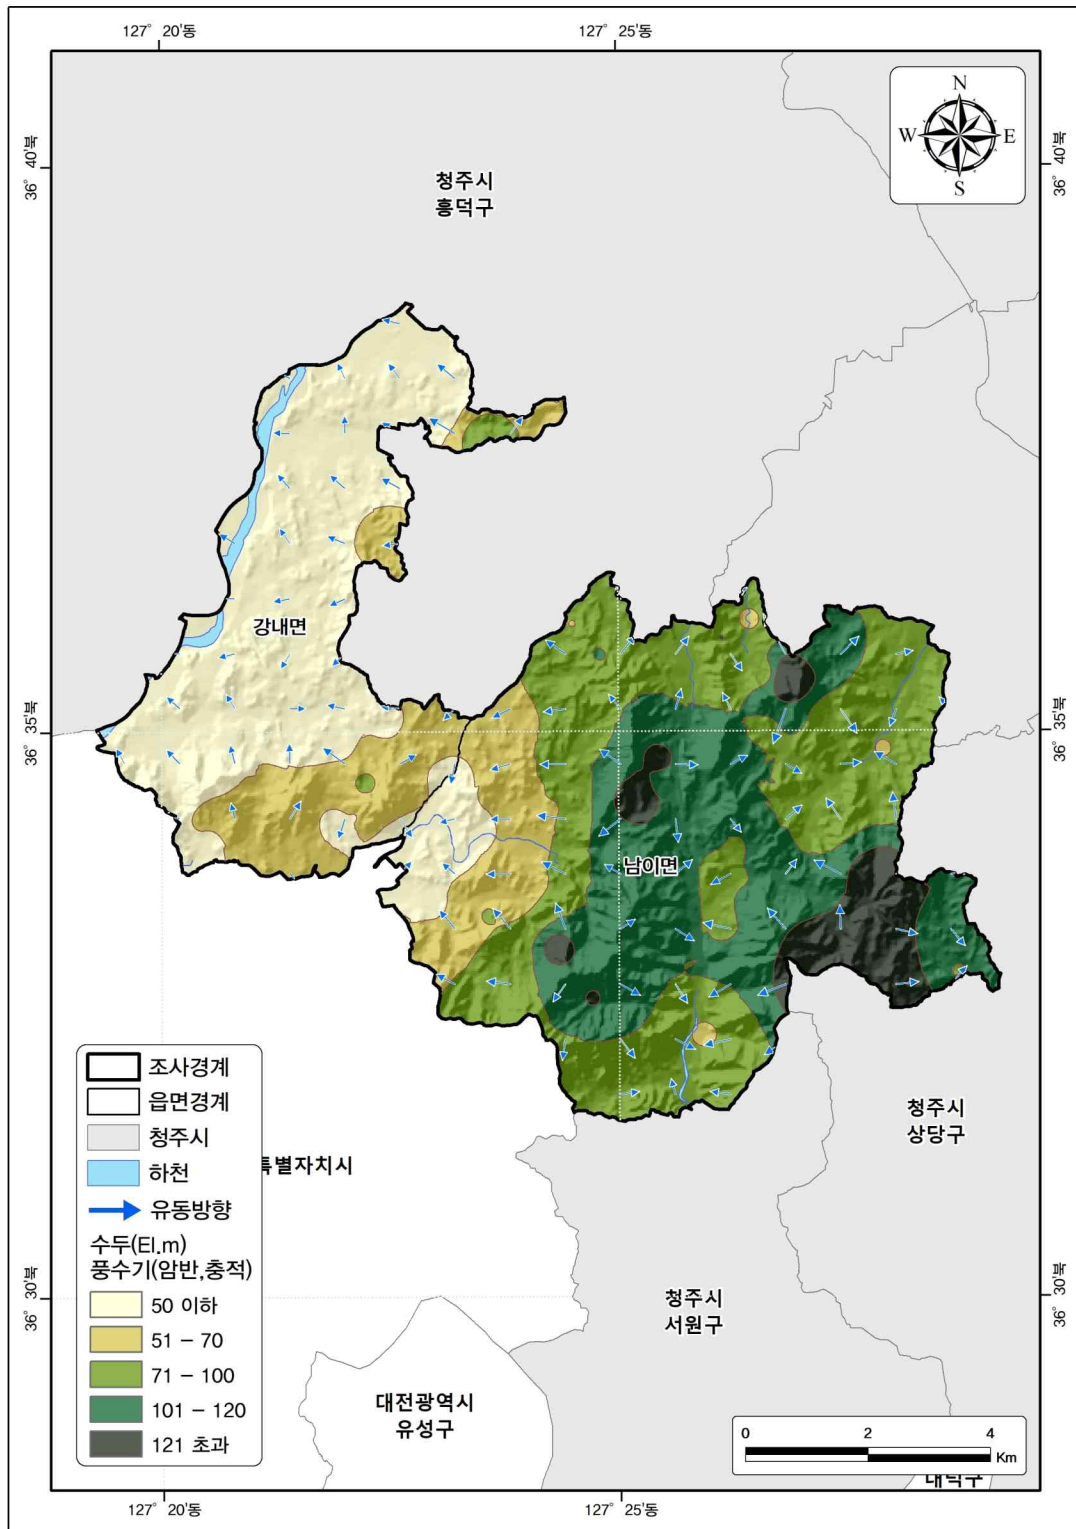 127° 20'동
127° 25'동
N
W
E
S
36° 40'북
36° 40'북
청주시
흥덕구
강내면
36° 35'북
36° 35'북
남이면
조사경계
읍면경계
청주시
하천
유동방향
수두(El.m)
풍수기(암반,충적)
50 이하
51 – 70
71 – 100
101 – 120
121 초과
특별자치시
청주시
상당구
36° 30'북
36° 30'북
청주시
서원구
대전광역시
유성구
0
2
4
Km
대덕구
127° 20'동
127° 25'동